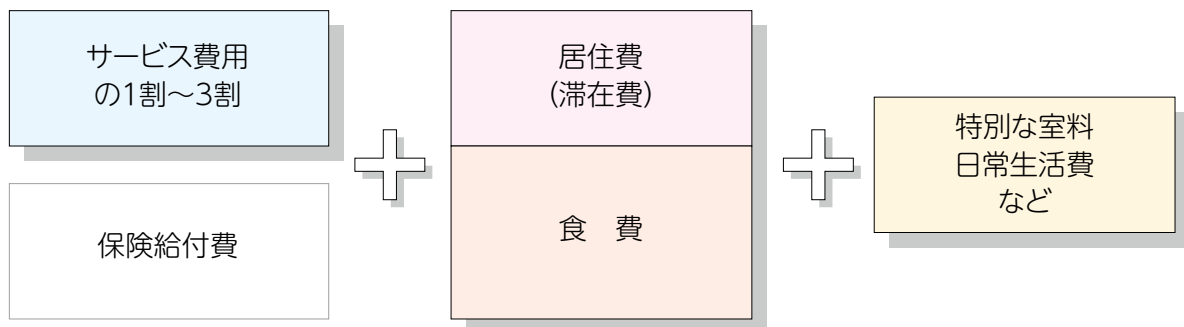 サービス費用
の1割～3割
保険給付費
居住費
(滞在費)
食　費
特別な室料
日常生活費
など